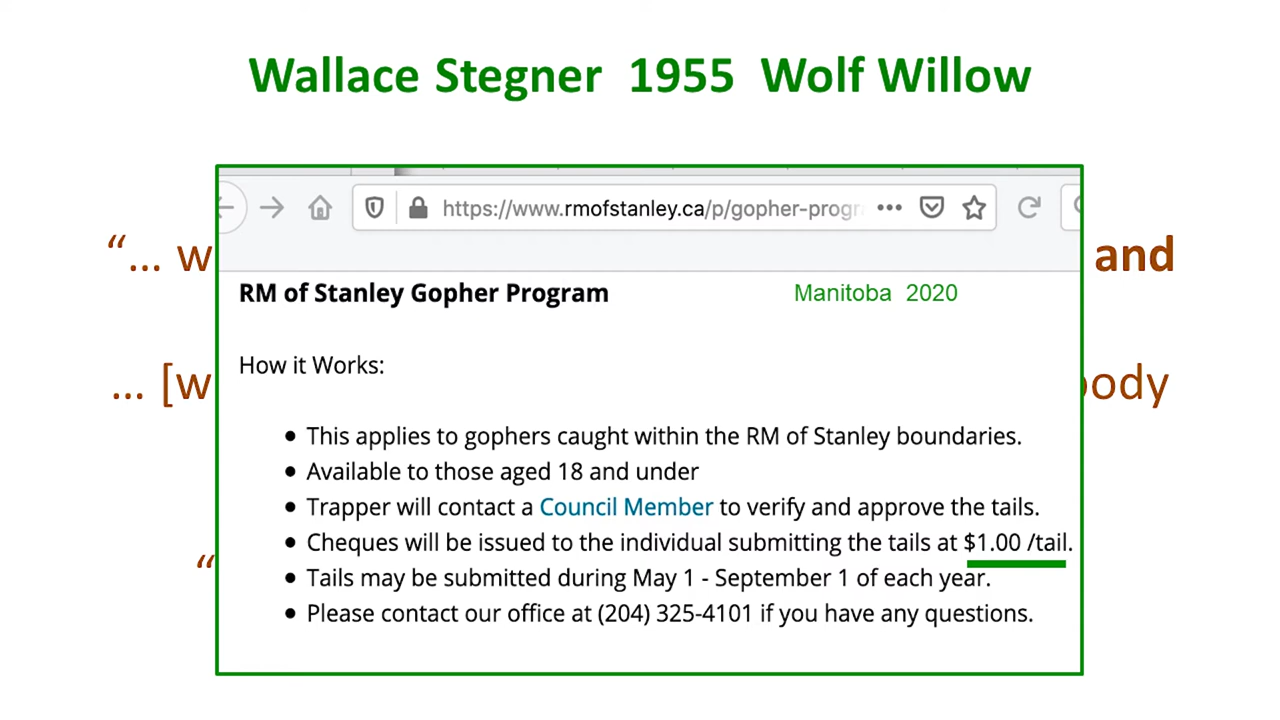 Wallace Stegner 1955 Wolf Willow
https://www.rmofstanley.ca/p/gopher-progr
“... w and
RM of Stanley Gopher Program Manitoba 2020
How it Works:
... [w body
• This applies to gophers caught within the RM of Stanley boundaries.
• Available to those aged 18 and under
• Trapper will contact a Council Member to verify and approve the tails.
• Cheques will be issued to the individual submitting the tails at $1.00 /tail.
“
• Tails may be submitted during May 1 - September 1 of each year.
• Please contact our office at (204) 325-4101 if you have any questions.